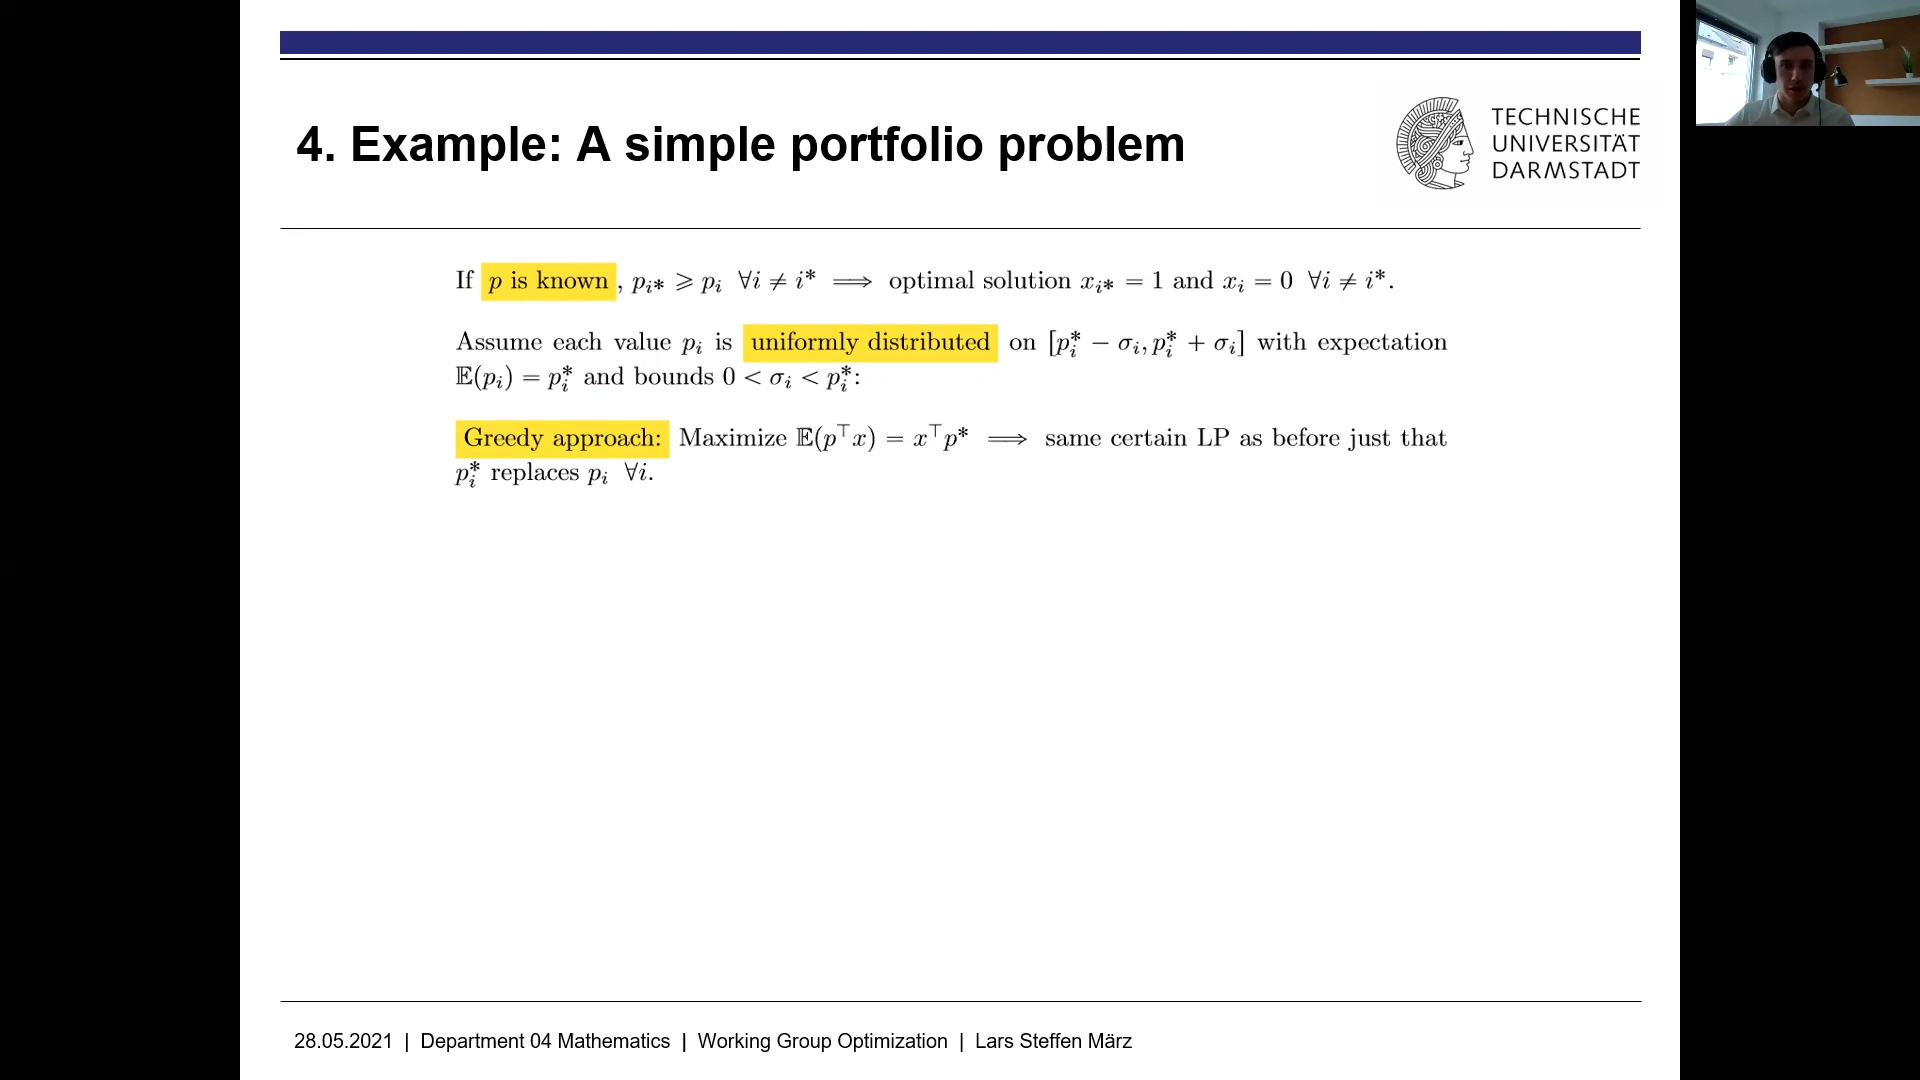 4. Example: A simple portfolio problem
TECHNISCHE
UNIVERSITÄT
DARMSTADT
If p is known, p_{i*} ⩾ p_i ∀i ≠ i* ⟹ optimal solution x_{i*} = 1 and x_i = 0 ∀i ≠ i*.
Assume each value p_i is uniformly distributed on [p_i^* − σ_i, p_i^* + σ_i] with expectation
𝔼(p_i) = p_i^* and bounds 0 < σ_i < p_i^*:
Greedy approach: Maximize 𝔼(p^⊤x) = x^⊤p* ⟹ same certain LP as before just that
p_i^* replaces p_i ∀i.
28.05.2021 | Department 04 Mathematics | Working Group Optimization | Lars Steffen März